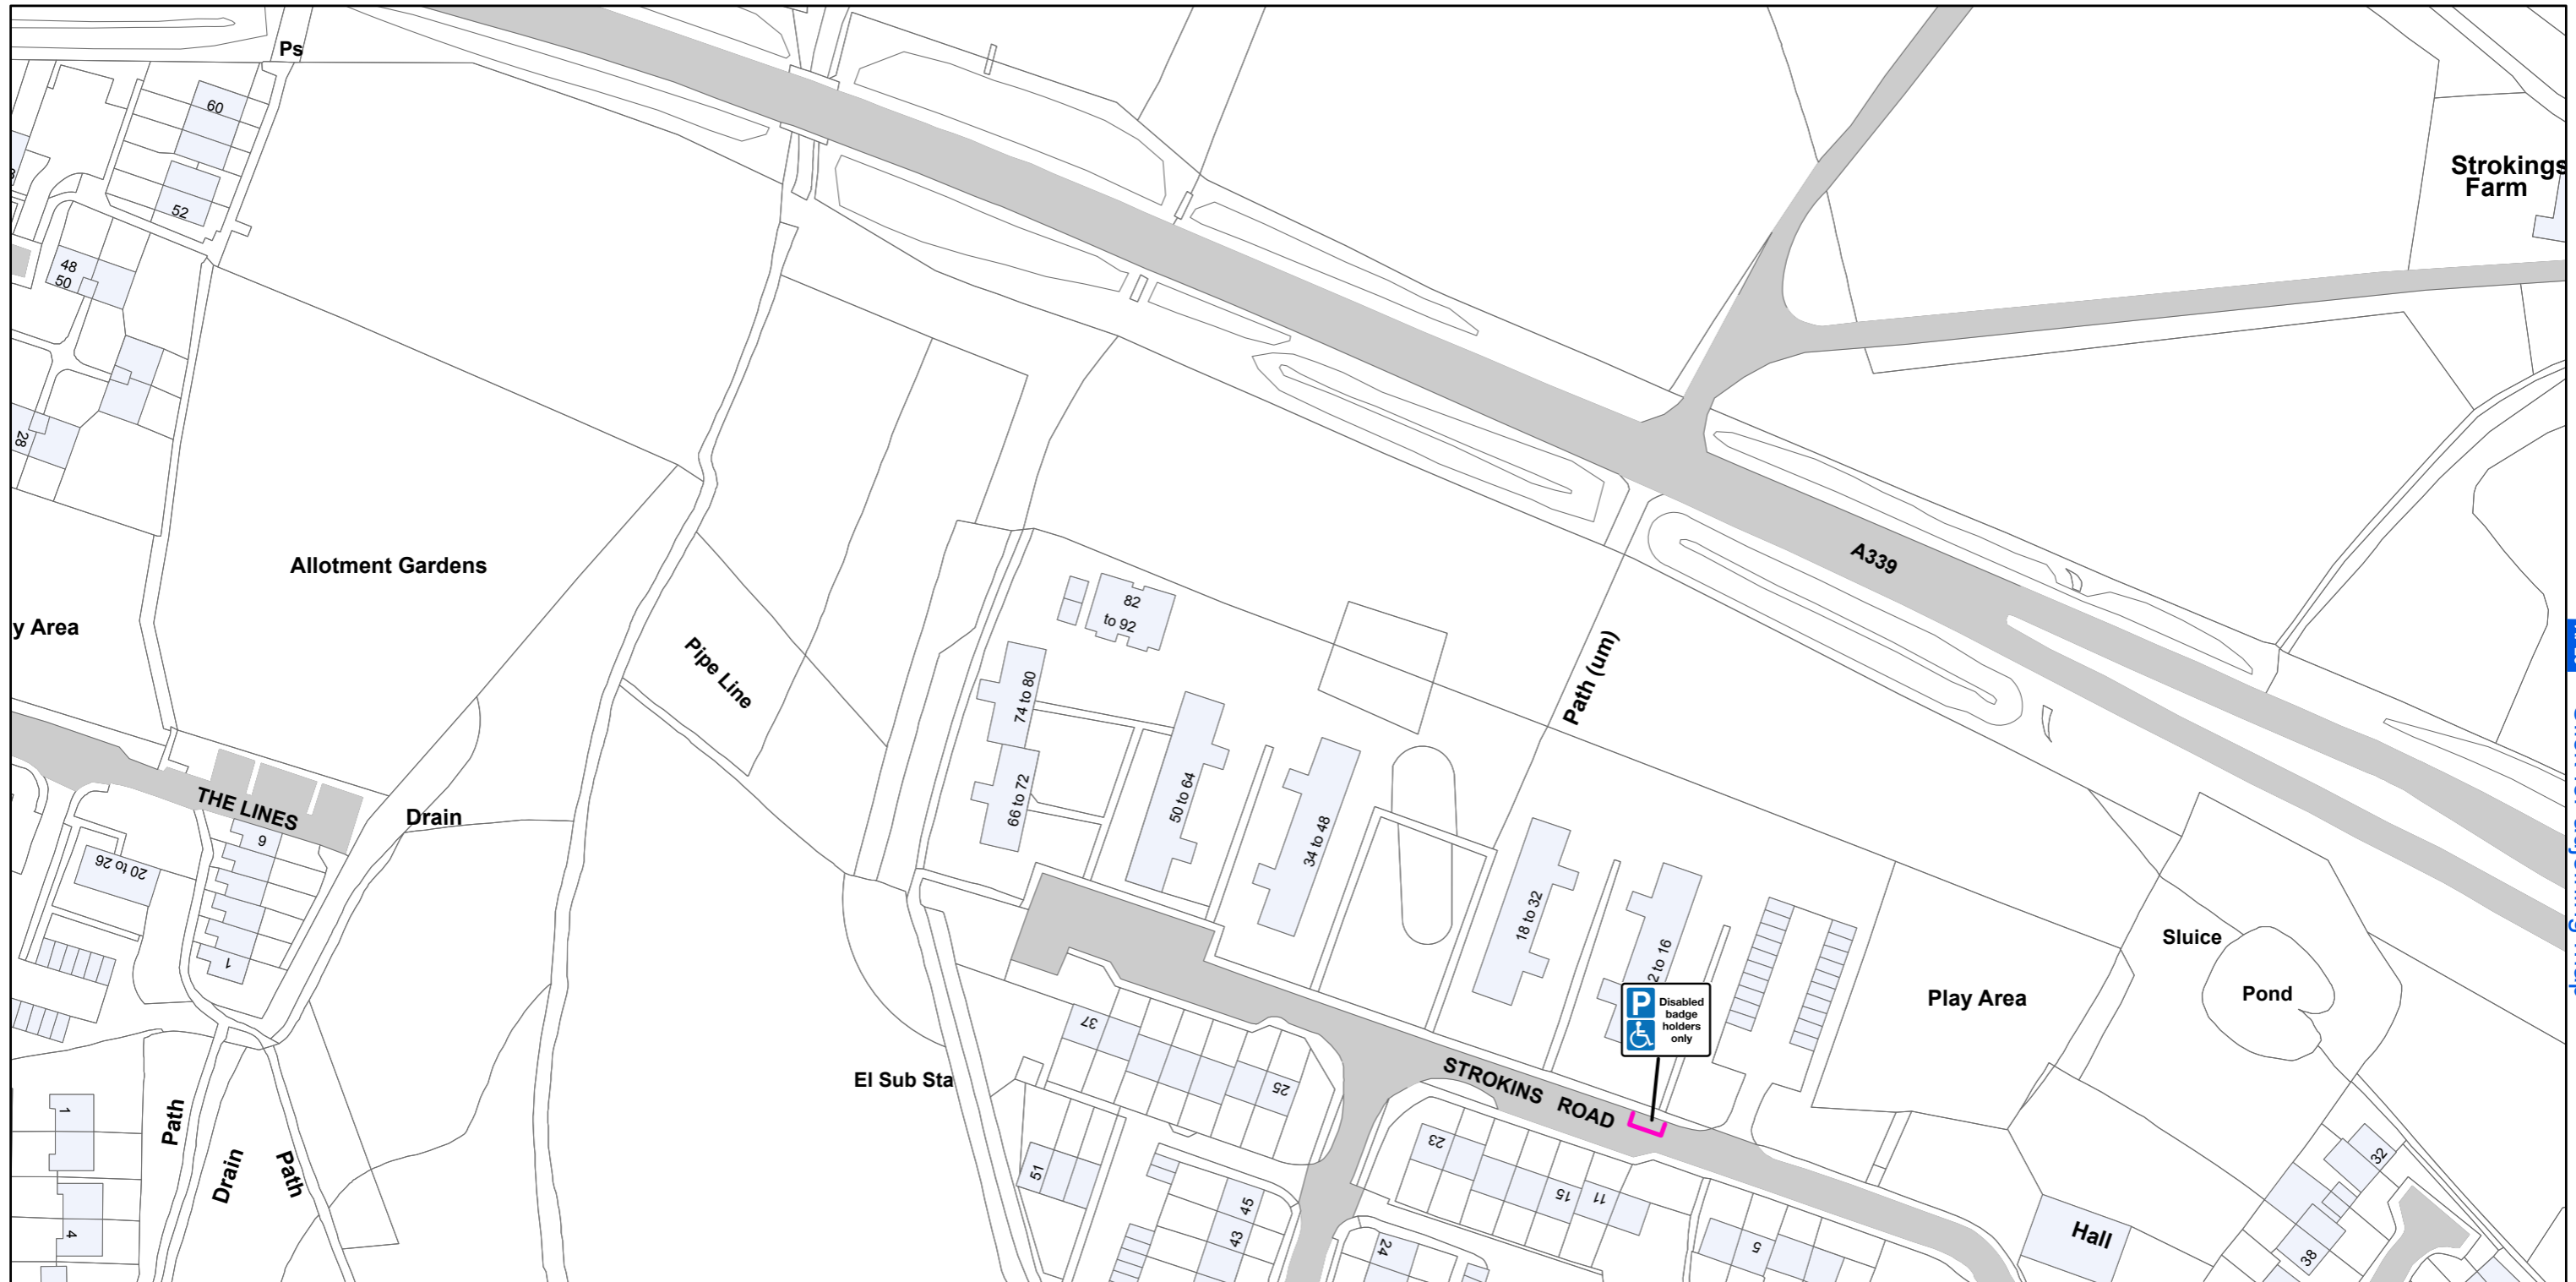 Ps
60
52
48
50
28
Strokings
Farm
Allotment Gardens
y Area
A339
Pipe Line
Path (um)
82
to 92
74 to 80
66 to 72
50 to 64
34 to 48
18 to 32
2 to 16
THE LINES
Drain
20 to 26
6
1
Sluice
Pond
Play Area
P Disabled
badge
holders
only
STROKINS ROAD
El Sub Sta
37
25
23
15
11
5
51
45
43
24
Path
Drain
Path
1
4
Hall
32
38